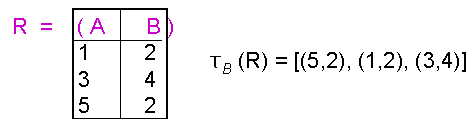 R = (A B)
1 2
3 4
5 2
τB (R) = [(5,2), (1,2), (3,4)]